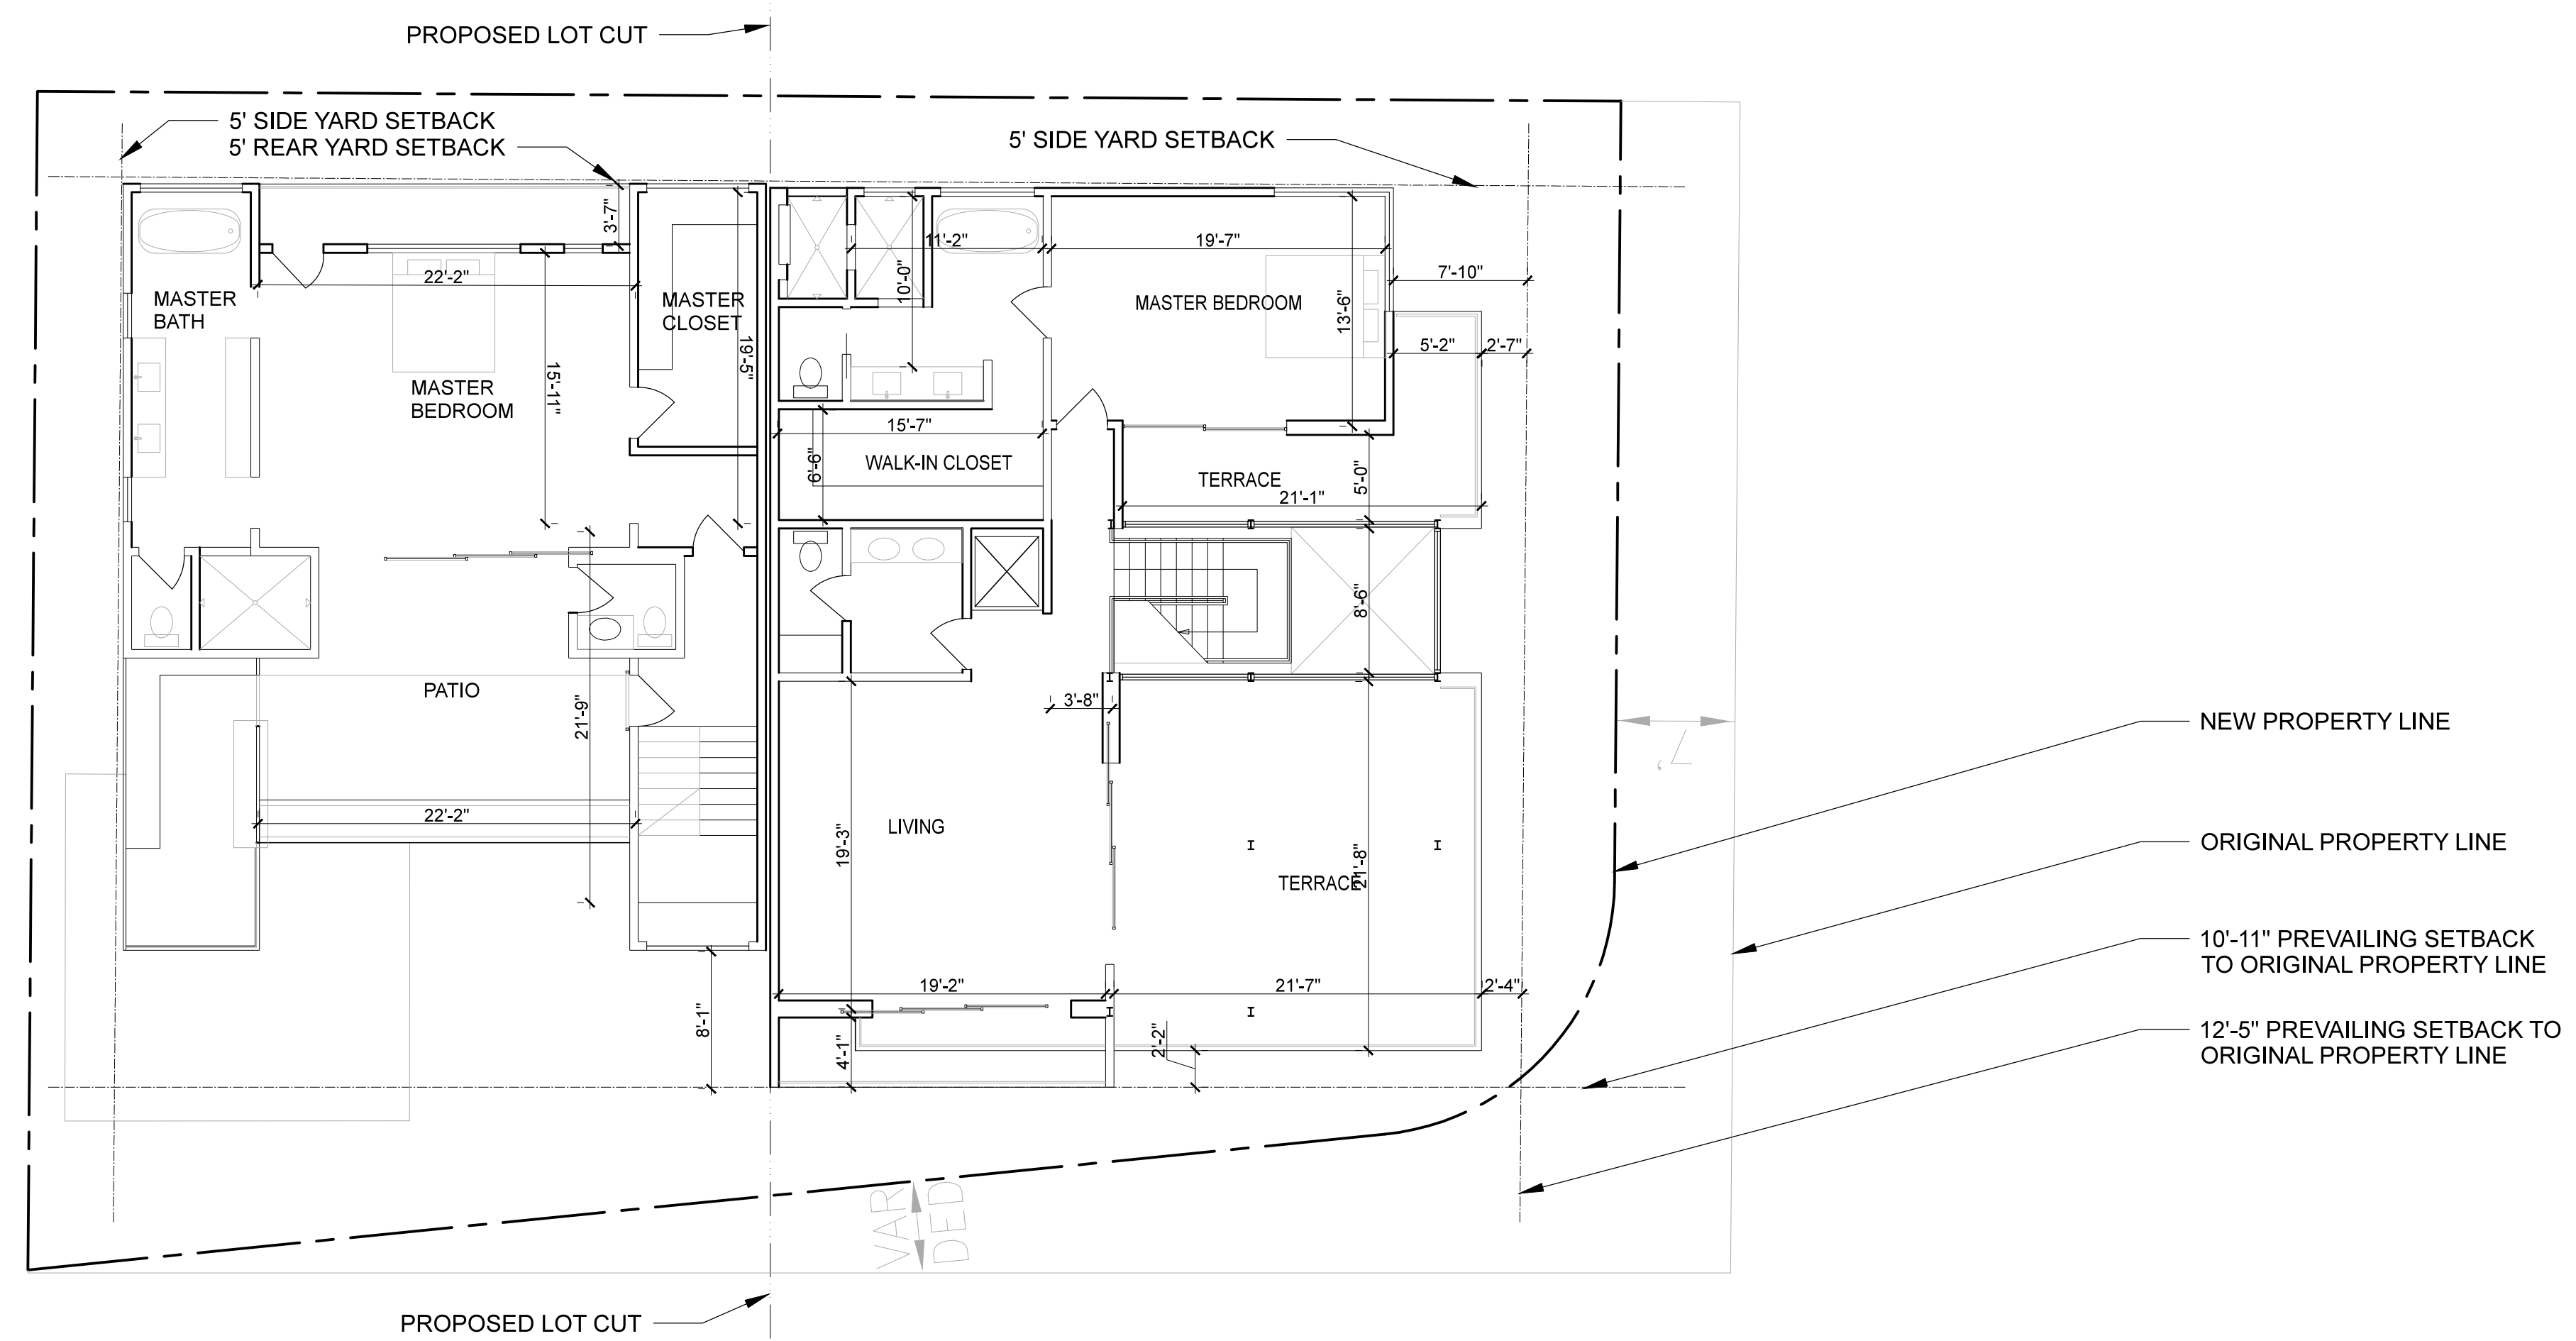 PROPOSED LOT CUT
5' SIDE YARD SETBACK
5' REAR YARD SETBACK
5' SIDE YARD SETBACK
3'-7"
11'-2"
19'-7"
22'-2"
10'-0"
7'-10"
MASTER
BATH
MASTER
CLOSET
MASTER BEDROOM
13'-6"
19'-5"
5'-2"
2'-7"
MASTER
BEDROOM
15'-11"
15'-7"
6'-6"
WALK-IN CLOSET
TERRACE
5'-0"
21'-1"
8'-6"
PATIO
21'-9"
3'-8"
NEW PROPERTY LINE
7'
22'-2"
LIVING
19'-3"
ORIGINAL PROPERTY LINE
TERRACE
21'-8"
10'-11" PREVAILING SETBACK
TO ORIGINAL PROPERTY LINE
19'-2"
21'-7"
2'-4"
8'-1"
4'-1"
2'-2"
12'-5" PREVAILING SETBACK TO
ORIGINAL PROPERTY LINE
VAR
DED
PROPOSED LOT CUT